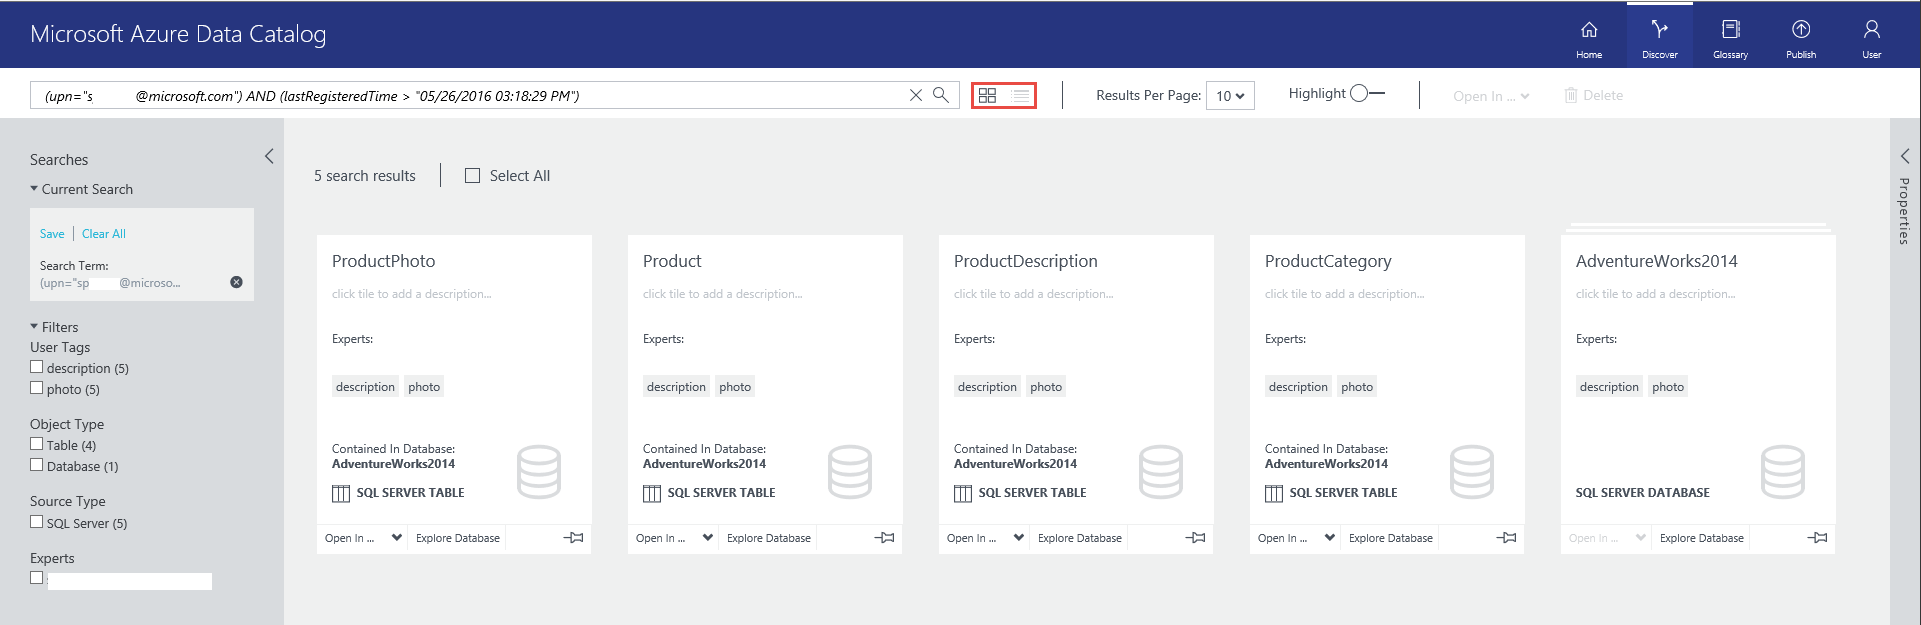 Microsoft Azure Data Catalog
Home
Discover
Glossary
Publish
User
(upn="s @microsoft.com") AND (lastRegisteredTime > "05/26/2016 03:18:29 PM")
Results Per Page: 10
Highlight
Open In ...
Delete
Searches
Current Search
Save | Clear All
Search Term:
(upn="sp @microso...
Filters
User Tags
description (5)
photo (5)
Object Type
Table (4)
Database (1)
Source Type
SQL Server (5)
Experts
5 search results
Select All
ProductPhoto
click tile to add a description...
Experts:
description photo
Contained In Database:
AdventureWorks2014
SQL SERVER TABLE
Open In ... Explore Database
Product
click tile to add a description...
Experts:
description photo
Contained In Database:
AdventureWorks2014
SQL SERVER TABLE
Open In ... Explore Database
ProductDescription
click tile to add a description...
Experts:
description photo
Contained In Database:
AdventureWorks2014
SQL SERVER TABLE
Open In ... Explore Database
ProductCategory
click tile to add a description...
Experts:
description photo
Contained In Database:
AdventureWorks2014
SQL SERVER TABLE
Open In ... Explore Database
AdventureWorks2014
click tile to add a description...
Experts:
description photo
SQL SERVER DATABASE
Open In ... Explore Database
Properties